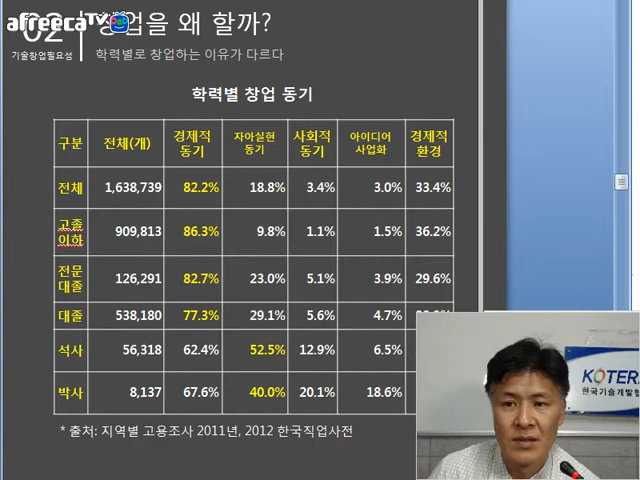 afreecaTV
02
창업을 왜 할까?
기술창업필요성
학력별로 창업하는 이유가 다르다
학력별 창업 동기
구분 전체(개) 경제적 동기 자아실현 동기 사회적 동기 아이디어 사업화 경제적 환경
전체 1,638,739 82.2% 18.8% 3.4% 3.0% 33.4%
고졸 이하 909,813 86.3% 9.8% 1.1% 1.5% 36.2%
전문 대졸 126,291 82.7% 23.0% 5.1% 3.9% 29.6%
대졸 538,180 77.3% 29.1% 5.6% 4.7%
석사 56,318 62.4% 52.5% 12.9% 6.5%
박사 8,137 67.6% 40.0% 20.1% 18.6%
* 출처: 지역별 고용조사 2011년, 2012 한국직업사전
KOTERA
한국기술개발협